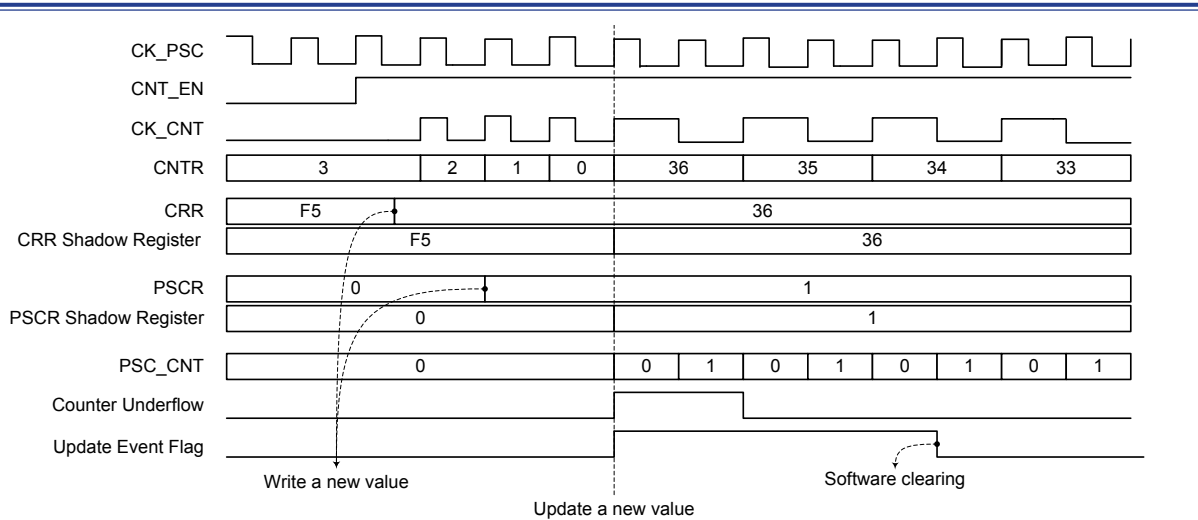 CK_PSC
CNT_EN
CK_CNT
CNTR 3 2 1 0 36 35 34 33
CRR F5 36
CRR Shadow Register F5 36
PSCR 0 1
PSCR Shadow Register 0 1
PSC_CNT 0 0 1 0 1 0 1 0 1
Counter Underflow
Update Event Flag
Write a new value Software clearing
Update a new value